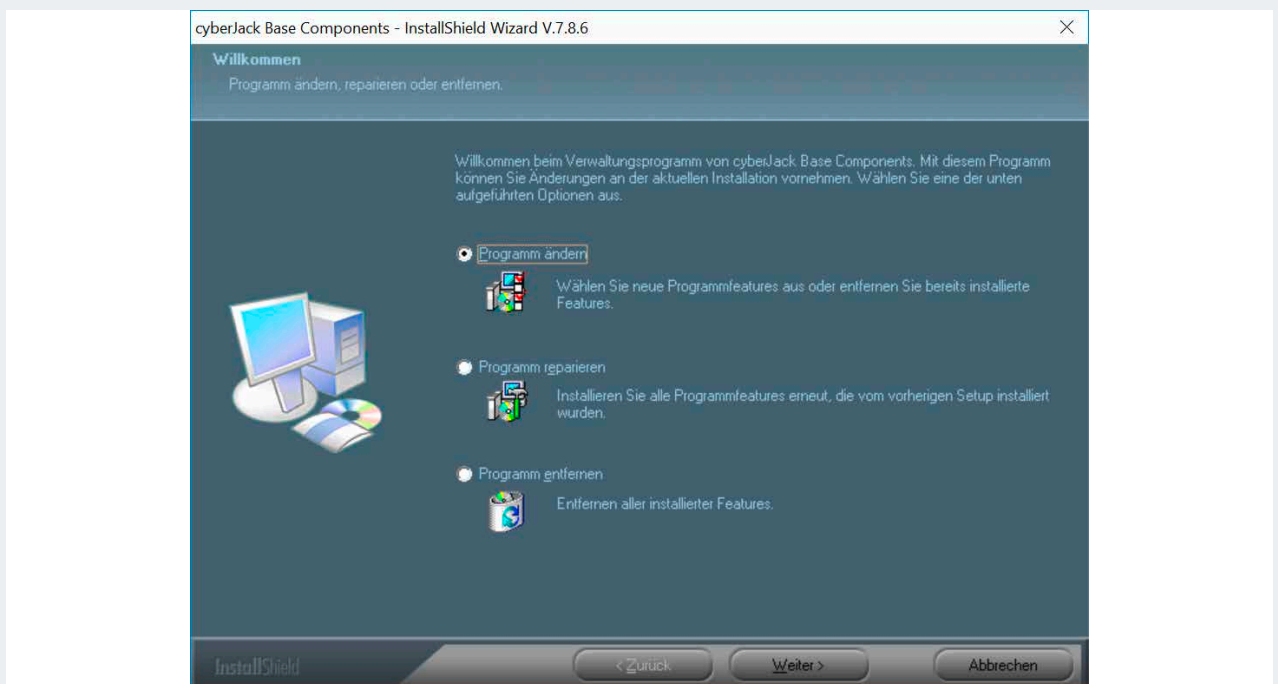 cyberJack Base Components - InstallShield Wizard V.7.8.6
Willkommen
Programm ändern, reparieren oder entfernen.
Willkommen beim Verwaltungsprogramm von cyberJack Base Components. Mit diesem Programm
können Sie Änderungen an der aktuellen Installation vornehmen. Wählen Sie eine der unten
aufgeführten Optionen aus.
Programm ändern
Wählen Sie neue Programmfeatures aus oder entfernen Sie bereits installierte
Features.
Programm reparieren
Installieren Sie alle Programmfeatures erneut, die vom vorherigen Setup installiert
wurden.
Programm entfernen
Entfernen aller installierter Features.
InstallShield
< Zurück
Weiter >
Abbrechen